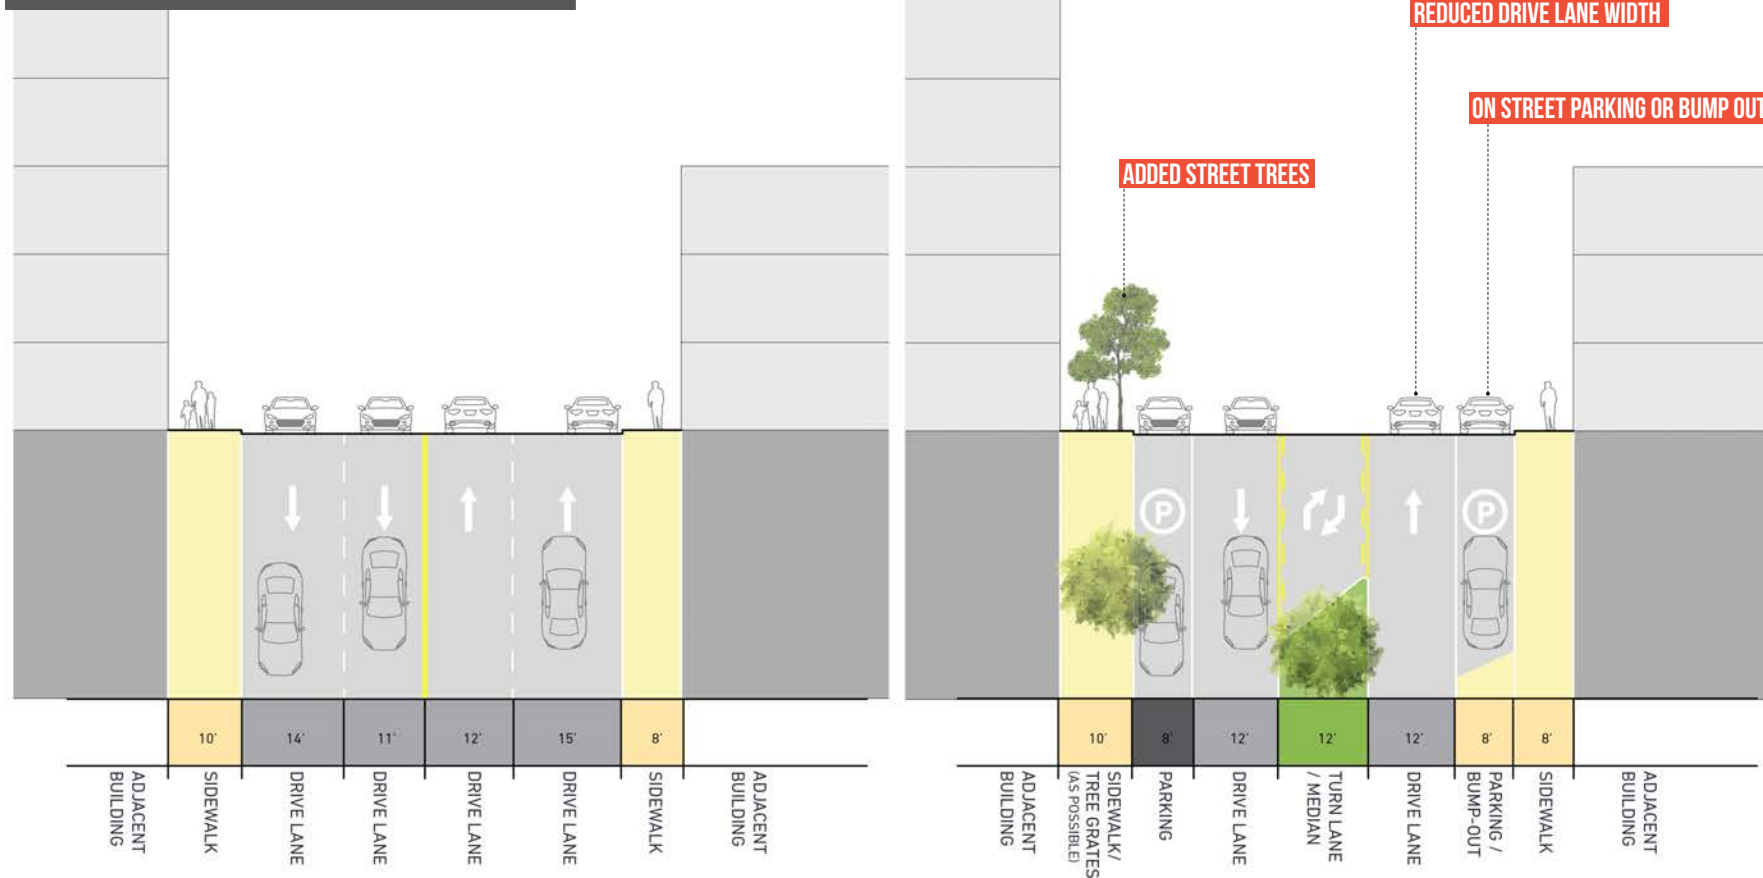 REDUCED DRIVE LANE WIDTH
ON STREET PARKING OR BUMP OUT
ADDED STREET TREES
P
P
10'
14'
11'
12'
15'
8'
ADJACENT
BUILDING
SIDEWALK
DRIVE LANE
DRIVE LANE
DRIVE LANE
DRIVE LANE
SIDEWALK
ADJACENT
BUILDING
10'
8'
12'
12'
12'
8'
8'
ADJACENT
BUILDING
SIDEWALK/
TREE GRATES
(AS POSSIBLE)
PARKING
DRIVE LANE
TURN LANE
/ MEDIAN
DRIVE LANE
PARKING /
BUMP-OUT
SIDEWALK
ADJACENT
BUILDING